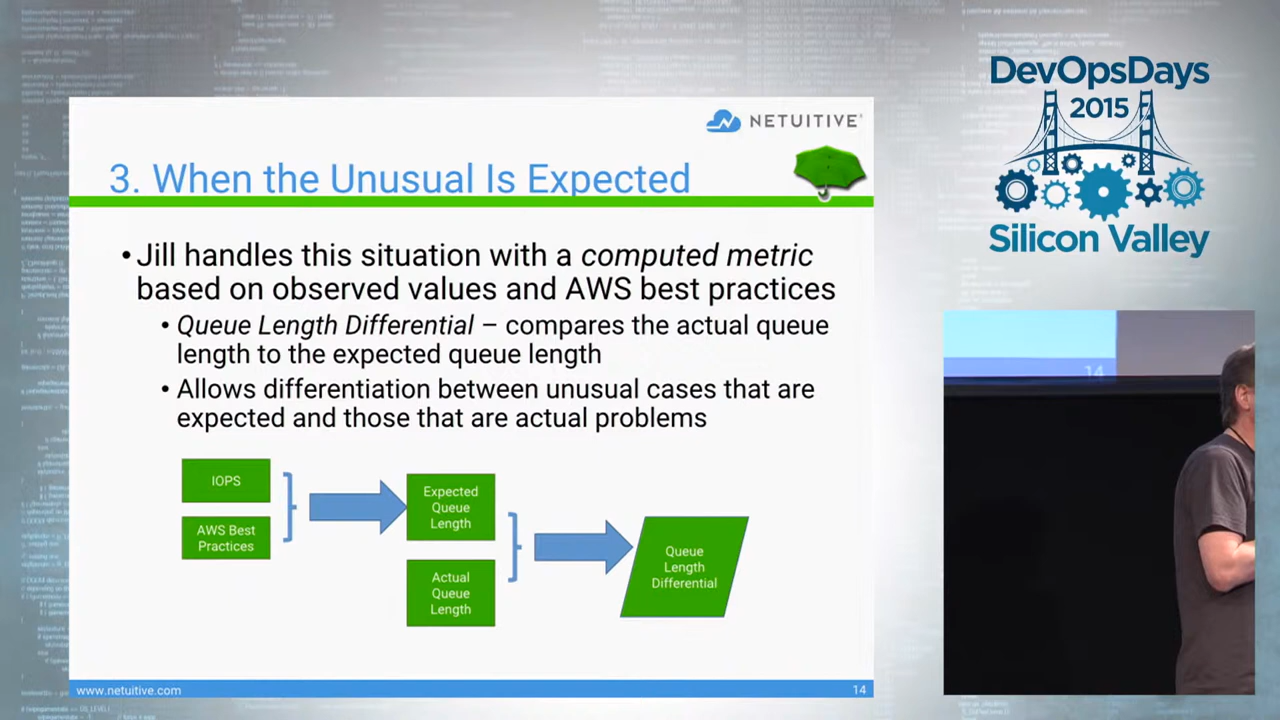 NETUITIVE
3. When the Unusual Is Expected
• Jill handles this situation with a computed metric
based on observed values and AWS best practices
• Queue Length Differential – compares the actual queue
length to the expected queue length
• Allows differentiation between unusual cases that are
expected and those that are actual problems
IOPS
AWS Best
Practices
Expected
Queue
Length
Actual
Queue
Length
Queue
Length
Differential
www.netuitive.com
14
DevOpsDays
2015
Silicon Valley
14